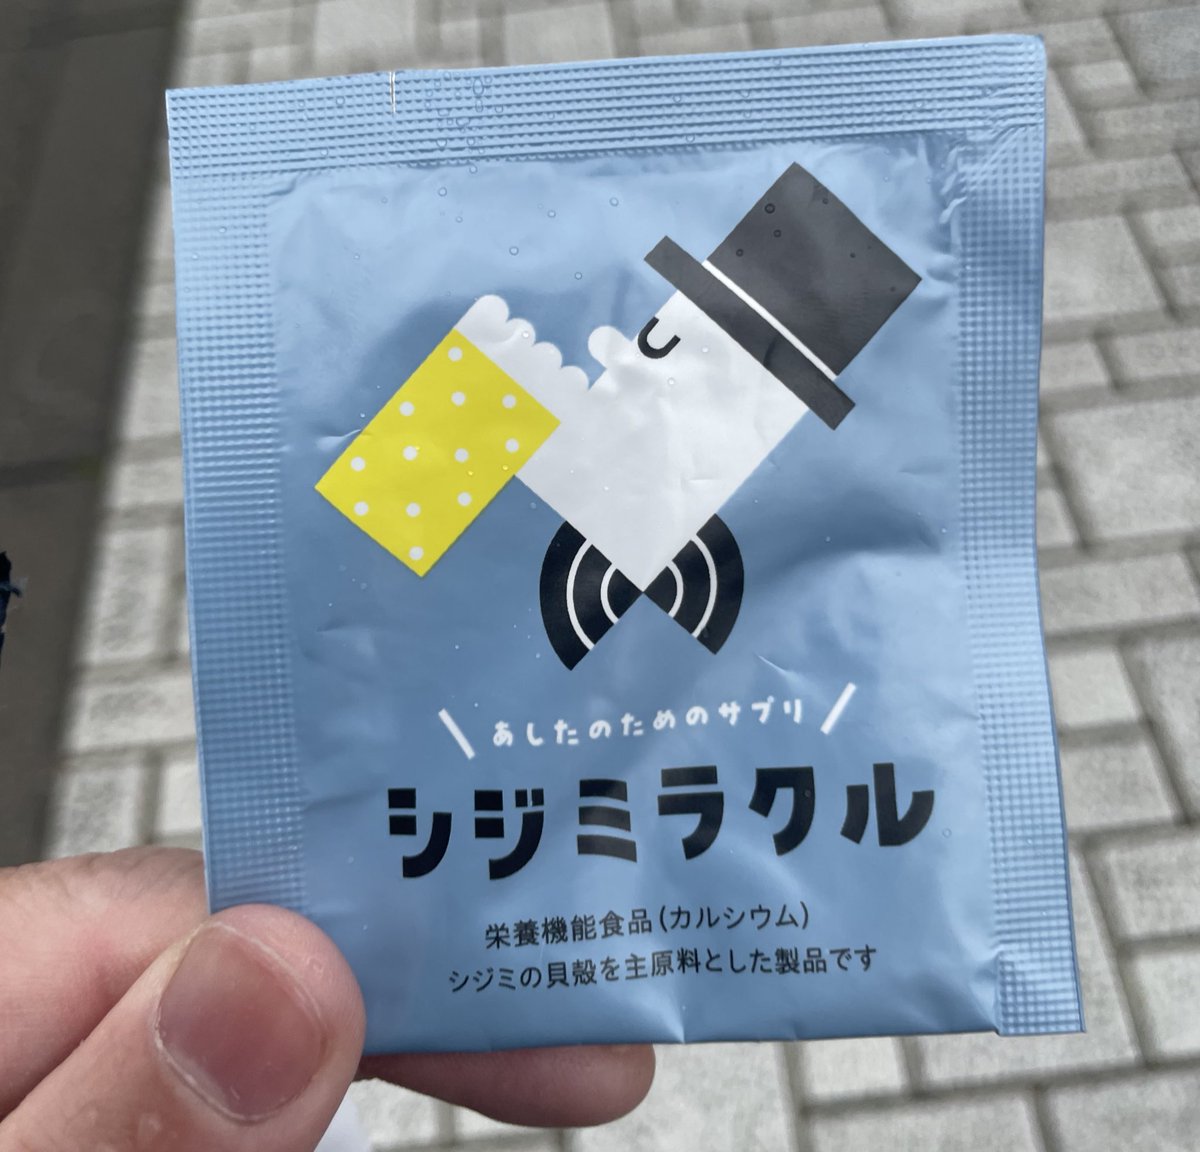 あしたのためのサプリ
シジミラクル
栄養機能食品(カルシウム)
シジミの貝殻を主原料とした製品です